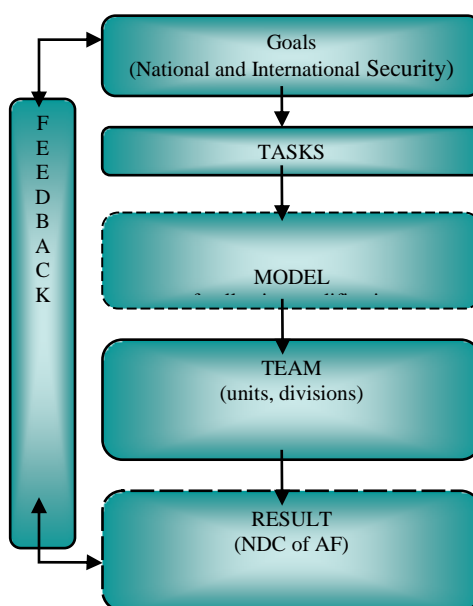 Goals
(National and International Security)
F
E
E
D
B
A
C
K
TASKS
MODEL
TEAM
(units, divisions)
RESULT
(NDC of AF)